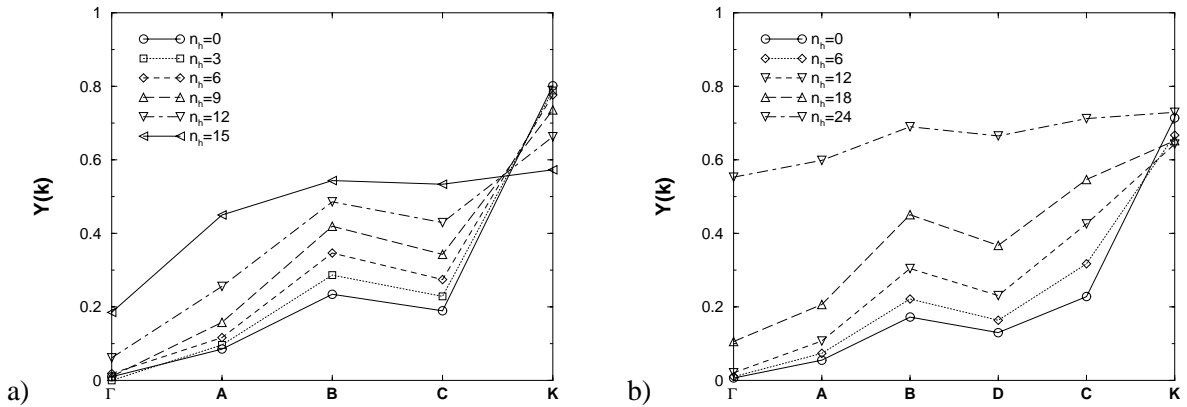 1
0.8
0.6
0.4
0.2
0
Y(k)
n_h=0
n_h=3
n_h=6
n_h=9
n_h=12
n_h=15
Γ A B C K
a)
1
0.8
0.6
0.4
0.2
0
Y(k)
n_h=0
n_h=6
n_h=12
n_h=18
n_h=24
Γ A B D C K
b)